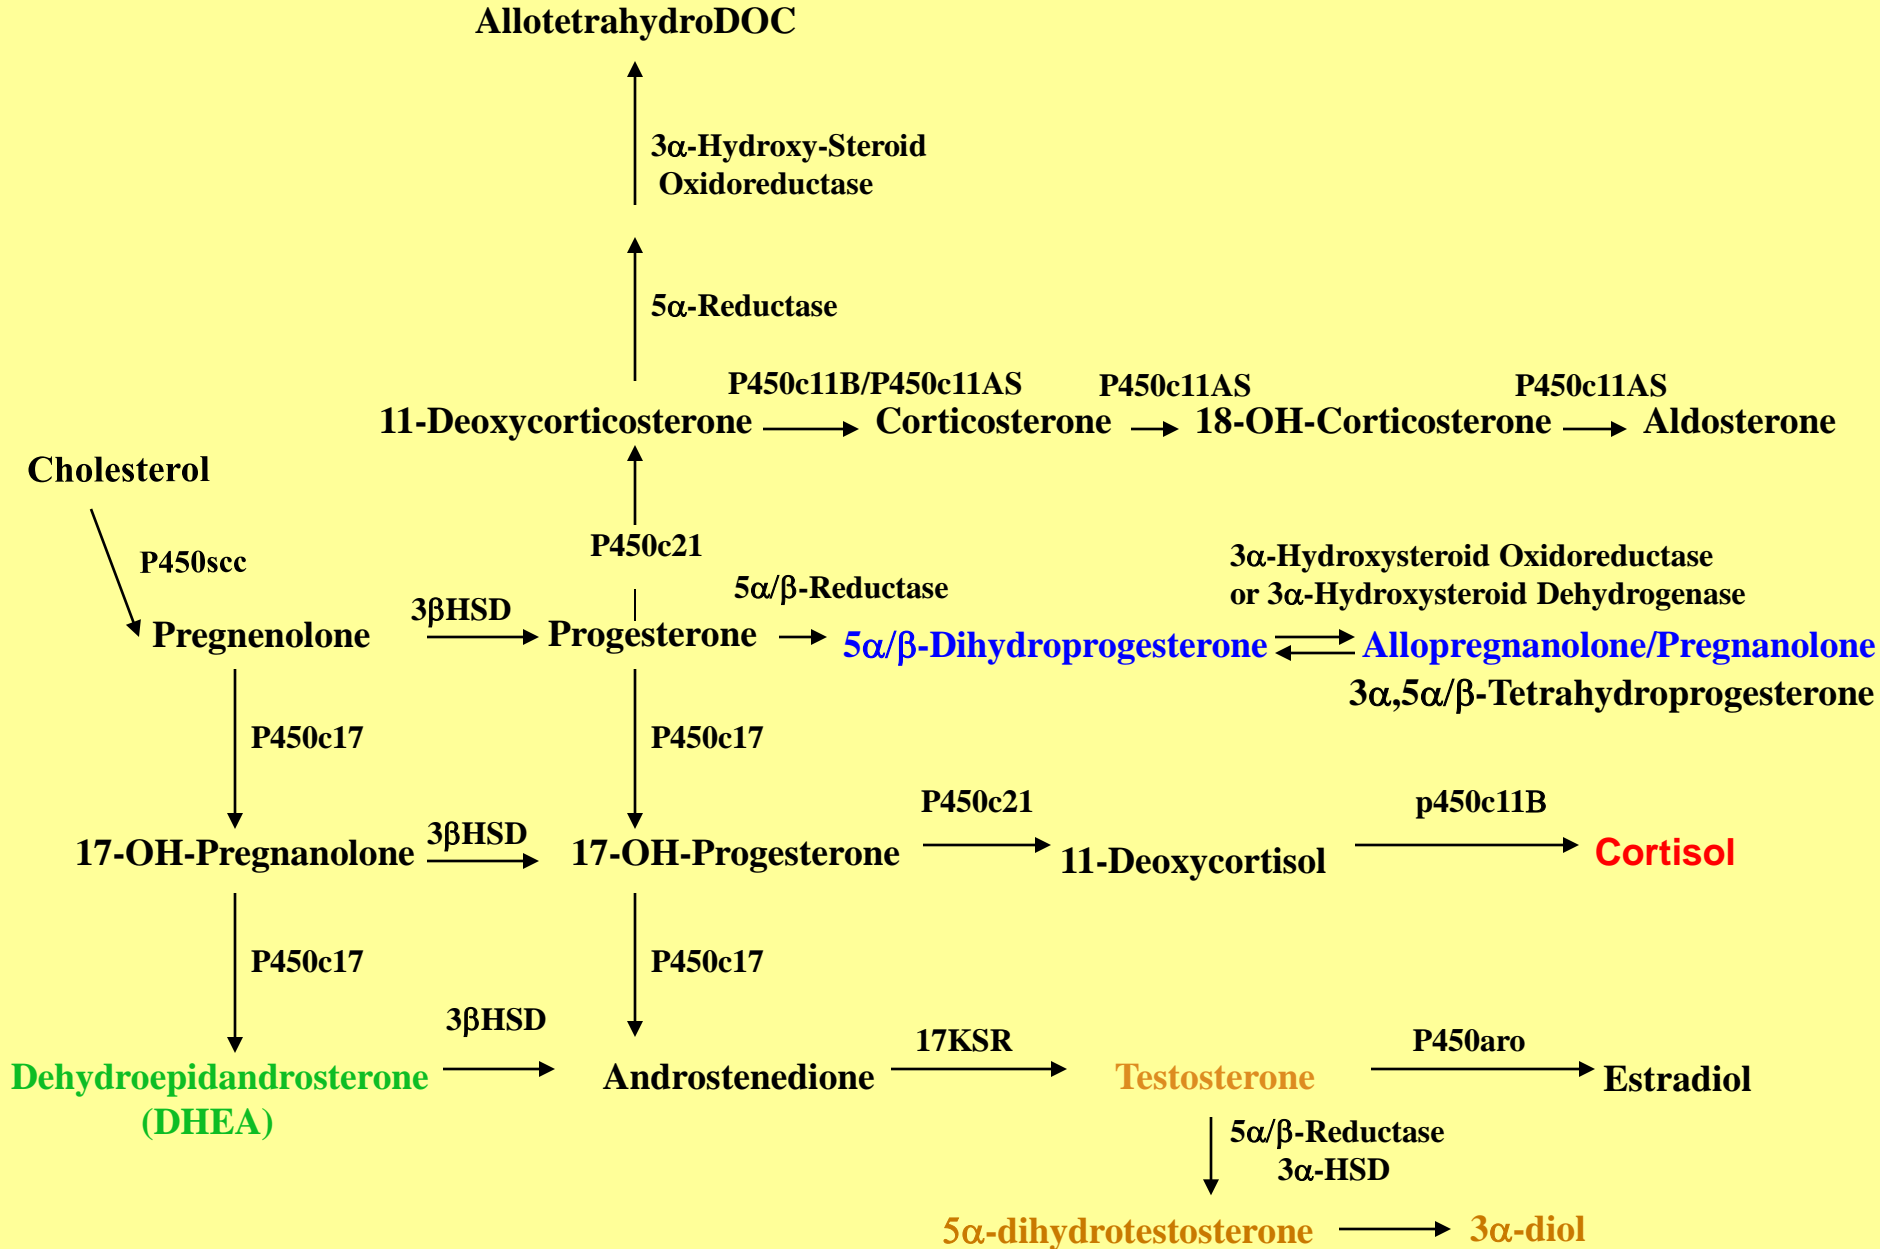 AllotetrahydroDOC
3α-Hydroxy-Steroid
Oxidoreductase
5α-Reductase
P450c11B/P450c11AS
P450c11AS
P450c11AS
11-Deoxycorticosterone
Corticosterone
18-OH-Corticosterone
Aldosterone
Cholesterol
P450scc
P450c21
3α-Hydroxysteroid Oxidoreductase
or 3α-Hydroxysteroid Dehydrogenase
5α/β-Reductase
3βHSD
Pregnenolone
Progesterone
5α/β-Dihydroprogesterone
Allopregnanolone/Pregnanolone
3α,5α/β-Tetrahydroprogesterone
P450c17
P450c17
P450c21
p450c11B
3βHSD
17-OH-Pregnanolone
17-OH-Progesterone
11-Deoxycortisol
Cortisol
P450c17
P450c17
3βHSD
17KSR
P450aro
Dehydroepidandrosterone
(DHEA)
Androstenedione
Testosterone
Estradiol
5α/β-Reductase
3α-HSD
5α-dihydrotestosterone
3α-diol